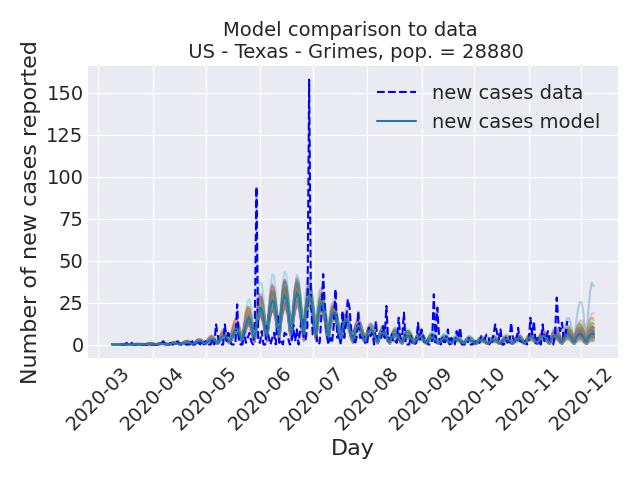 Model comparison to data
US - Texas - Grimes, pop. = 28880
Number of new cases reported
150
125
100
75
50
25
0
new cases data
new cases model
2020-03
2020-04
2020-05
2020-06
2020-07
2020-08
2020-09
2020-10
2020-11
2020-12
Day